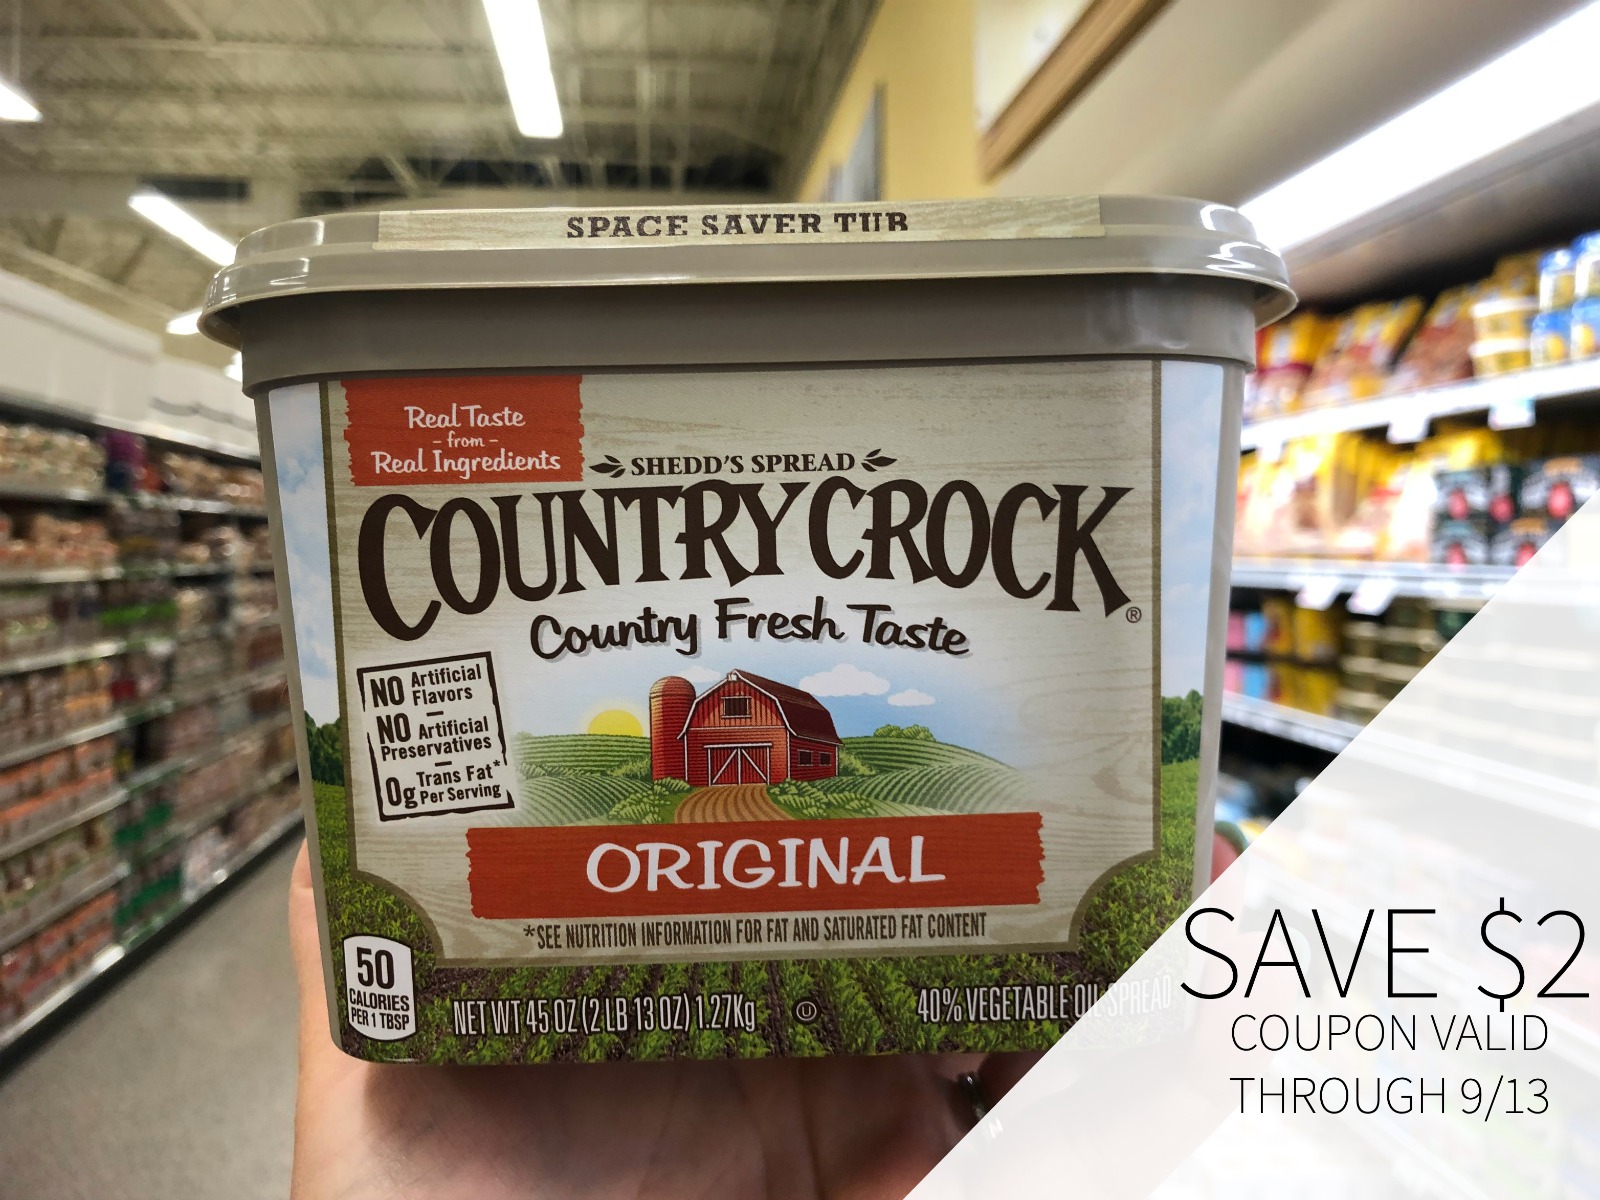 SPACE SAVER TUB
Real Taste
- from -
Real Ingredients
SHEDD'S SPREAD
COUNTRY CROCK®
Country Fresh Taste
NO Artificial Flavors
NO Artificial Preservatives
0g Trans Fat* Per Serving
ORIGINAL
*SEE NUTRITION INFORMATION FOR FAT AND SATURATED FAT CONTENT
50
CALORIES
PER 1 TBSP
NET WT 45 OZ (2 LB 13 OZ) 1.27Kg
U
40% VEGETABLE OIL SPREAD
SAVE $2
COUPON VALID
THROUGH 9/13